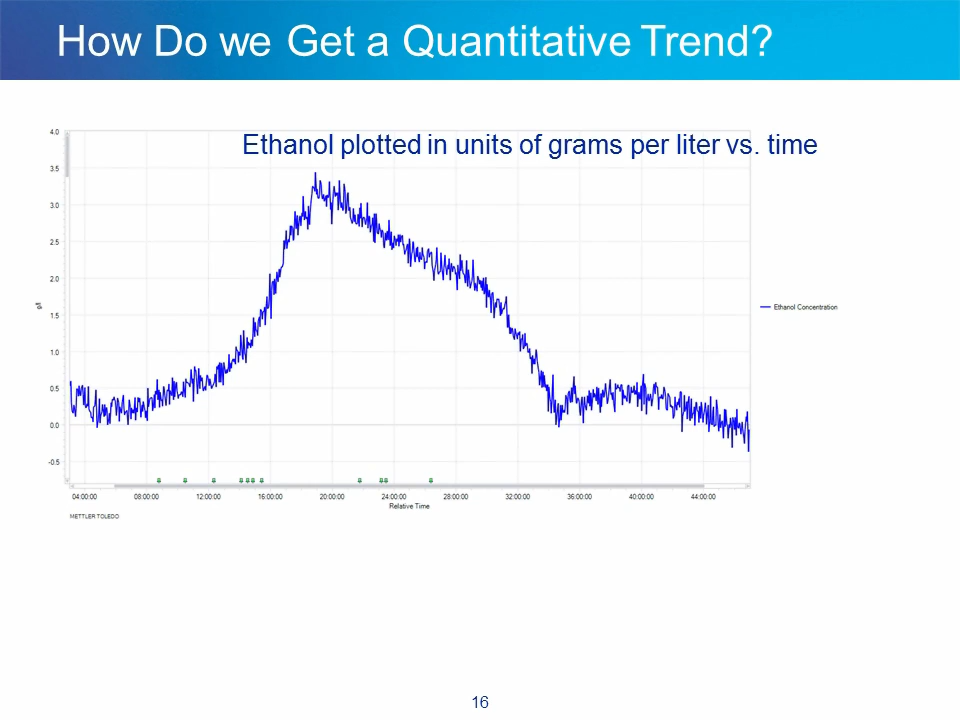 How Do we Get a Quantitative Trend?
Ethanol plotted in units of grams per liter vs. time
4.0
3.5
3.0
2.5
2.0
1.5
1.0
0.5
0.0
-0.5
g/l
Ethanol Concentration
04:00:00 08:00:00 12:00:00 16:00:00 20:00:00 24:00:00 28:00:00 32:00:00 36:00:00 40:00:00 44:00:00
Relative Time
METTLER TOLEDO
16